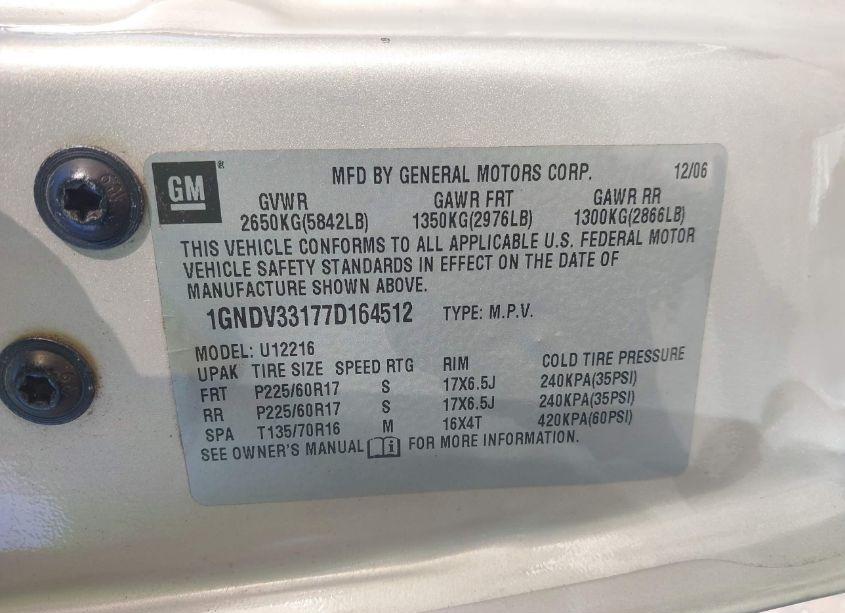 GM®
MFD BY GENERAL MOTORS CORP. 12/06
GVWR GAWR FRT GAWR RR
2650KG(5842LB) 1350KG(2976LB) 1300KG(2866LB)
THIS VEHICLE CONFORMS TO ALL APPLICABLE U.S. FEDERAL MOTOR
VEHICLE SAFETY STANDARDS IN EFFECT ON THE DATE OF
MANUFACTURE SHOWN ABOVE.
1GNDV33177D164512 TYPE: M.P.V.
MODEL: U12216
UPAK TIRE SIZE SPEED RTG RIM COLD TIRE PRESSURE
FRT P225/60R17 S 17X6.5J 240KPA(35PSI)
RR P225/60R17 S 17X6.5J 240KPA(35PSI)
SPA T135/70R16 M 16X4T 420KPA(60PSI)
SEE OWNER'S MANUAL FOR MORE INFORMATION.